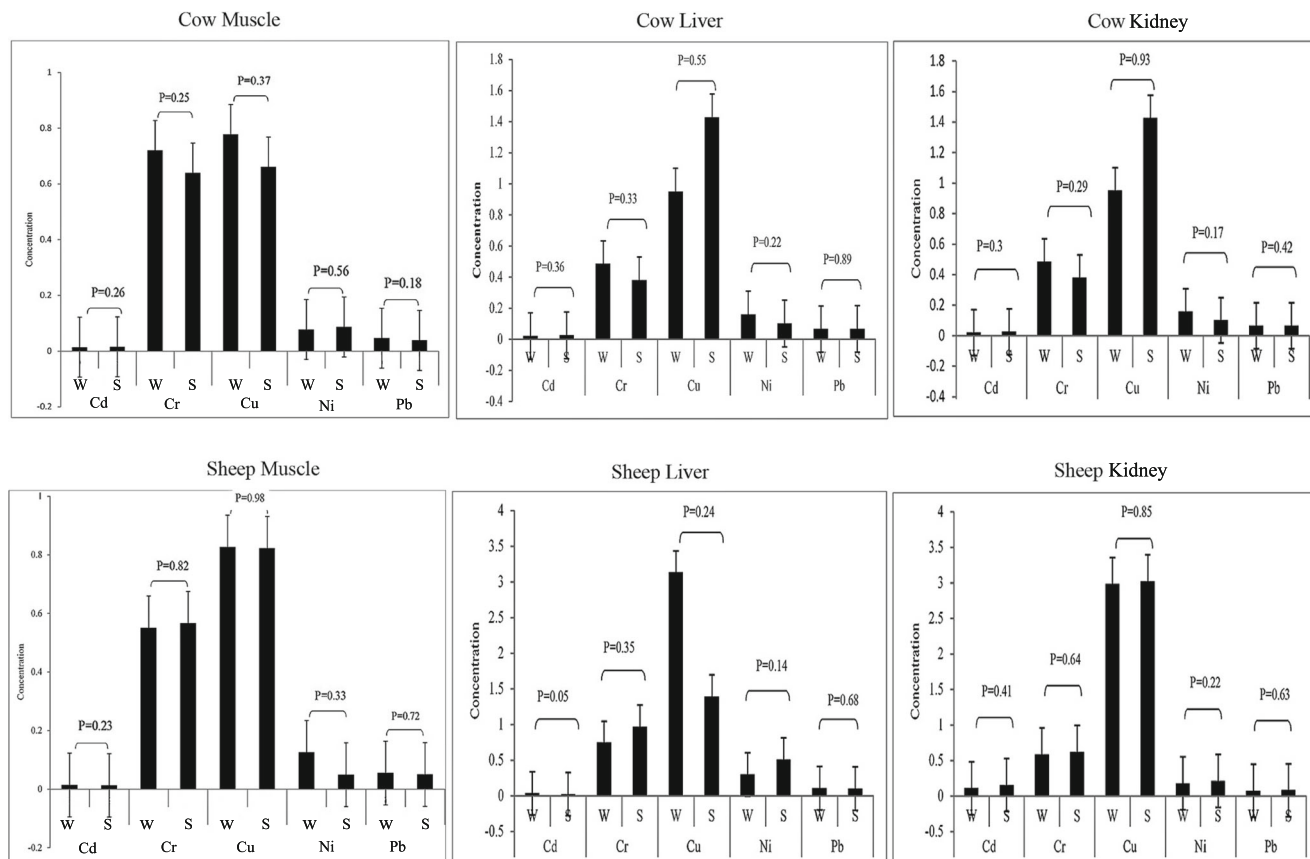 Cow Muscle
Concentration
1
0.8
0.6
0.4
0.2
0
-0.2
P=0.26
P=0.25
P=0.37
P=0.56
P=0.18
W S W S W S W S W S
Cd Cr Cu Ni Pb
Cow Liver
Concentration
1.8
1.6
1.4
1.2
1
0.8
0.6
0.4
0.2
0
-0.2
-0.4
P=0.36
P=0.33
P=0.55
P=0.22
P=0.89
W S W S W S W S W S
Cd Cr Cu Ni Pb
Cow Kidney
Concentration
1.8
1.6
1.4
1.2
1
0.8
0.6
0.4
0.2
0
-0.2
-0.4
P=0.3
P=0.29
P=0.93
P=0.17
P=0.42
W S W S W S W S W S
Cd Cr Cu Ni Pb
Sheep Muscle
Concentration
1
0.8
0.6
0.4
0.2
0
-0.2
P=0.23
P=0.82
P=0.98
P=0.33
P=0.72
W S W S W S W S W S
Cd Cr Cu Ni Pb
Sheep Liver
Concentration
4
3.5
3
2.5
2
1.5
1
0.5
0
-0.5
P=0.05
P=0.35
P=0.24
P=0.14
P=0.68
W S W S W S W S W S
Cd Cr Cu Ni Pb
Sheep Kidney
Concentration
4
3.5
3
2.5
2
1.5
1
0.5
0
-0.5
P=0.41
P=0.64
P=0.85
P=0.22
P=0.63
W S W S W S W S W S
Cd Cr Cu Ni Pb